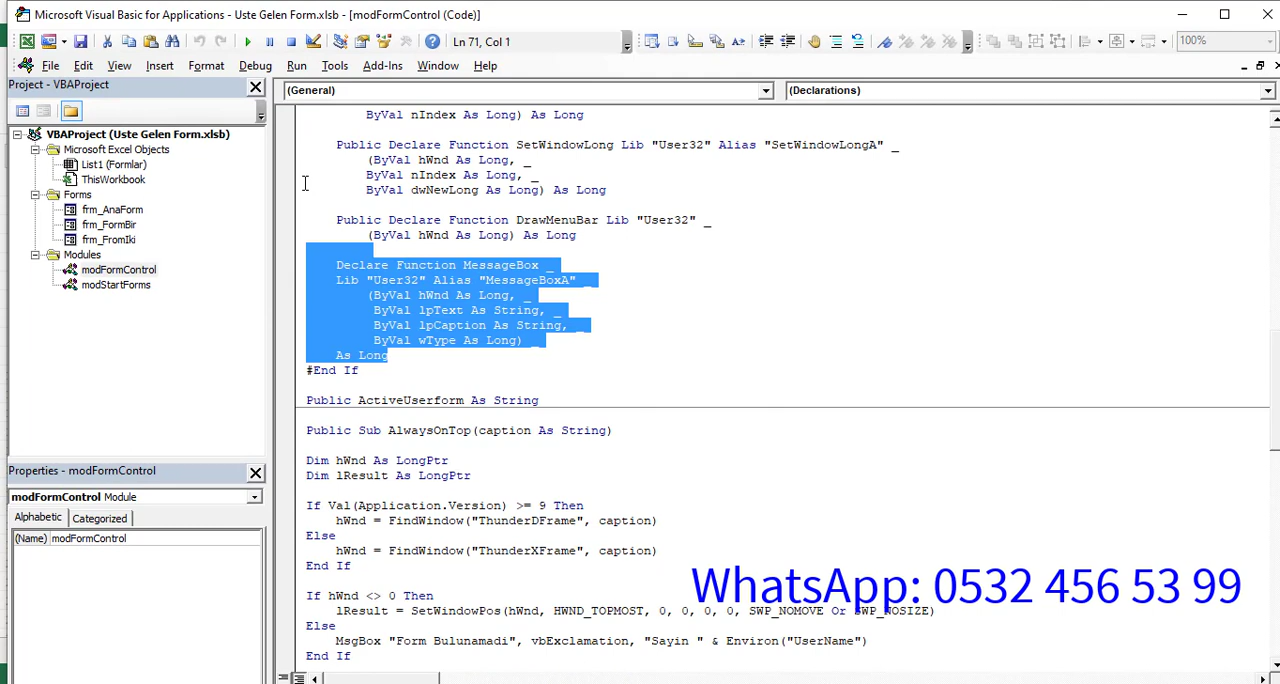 Microsoft Visual Basic for Applications - Uste Gelen Form.xlsb - [modFormControl (Code)]
Ln 71, Col 1
100%
File Edit View Insert Format Debug Run Tools Add-Ins Window Help
Project - VBAProject
(General)
(Declarations)
VBAProject (Uste Gelen Form.xlsb)
Microsoft Excel Objects
List1 (Formlar)
ThisWorkbook
Forms
frm_AnaForm
frm_FormBir
frm_FromIki
Modules
modFormControl
modStartForms
Properties - modFormControl
modFormControl Module
Alphabetic Categorized
(Name) modFormControl
ByVal nIndex As Long) As Long
Public Declare Function SetWindowLong Lib "User32" Alias "SetWindowLongA" _
(ByVal hWnd As Long, _
ByVal nIndex As Long, _
ByVal dwNewLong As Long) As Long
Public Declare Function DrawMenuBar Lib "User32" _
(ByVal hWnd As Long) As Long
Declare Function MessageBox _
Lib "User32" Alias "MessageBoxA" _
(ByVal hWnd As Long, _
ByVal lpText As String, _
ByVal lpCaption As String, _
ByVal wType As Long) _
As Long
#End If
Public ActiveUserform As String
Public Sub AlwaysOnTop(caption As String)
Dim hWnd As LongPtr
Dim lResult As LongPtr
If Val(Application.Version) >= 9 Then
hWnd = FindWindow("ThunderDFrame", caption)
Else
hWnd = FindWindow("ThunderXFrame", caption)
End If
If hWnd <> 0 Then
lResult = SetWindowPos(hWnd, HWND_TOPMOST, 0, 0, 0, 0, SWP_NOMOVE Or SWP_NOSIZE)
Else
MsgBox "Form Bulunamadi", vbExclamation, "Sayin " & Environ("UserName")
End If
WhatsApp: 0532 456 53 99